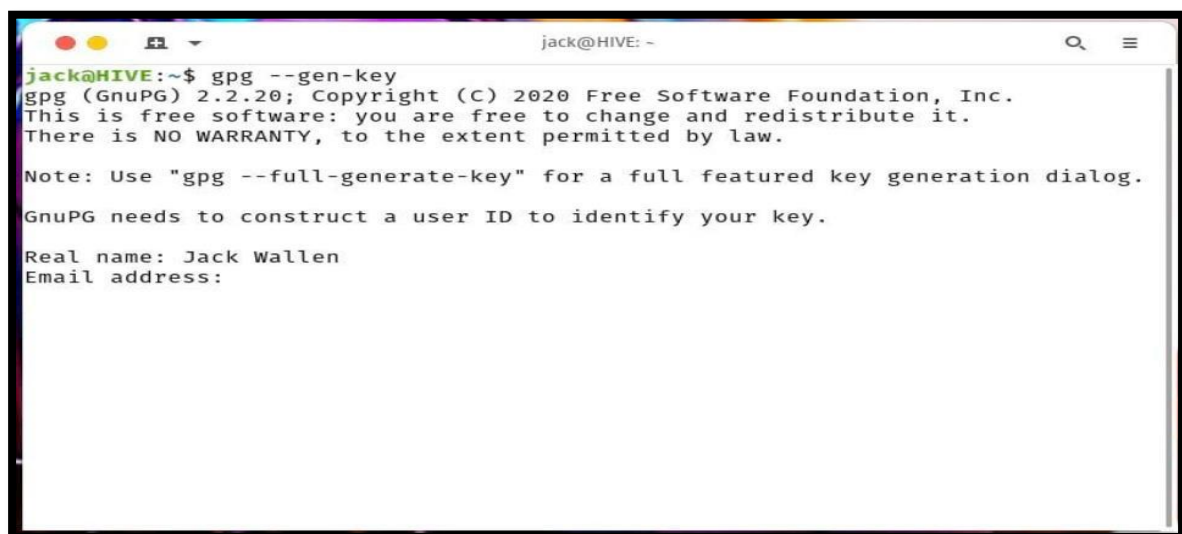 jack@HIVE: ~
jack@HIVE:~$ gpg --gen-key
gpg (GnuPG) 2.2.20; Copyright (C) 2020 Free Software Foundation, Inc.
This is free software: you are free to change and redistribute it.
There is NO WARRANTY, to the extent permitted by law.
Note: Use "gpg --full-generate-key" for a full featured key generation dialog.
GnuPG needs to construct a user ID to identify your key.
Real name: Jack Wallen
Email address: